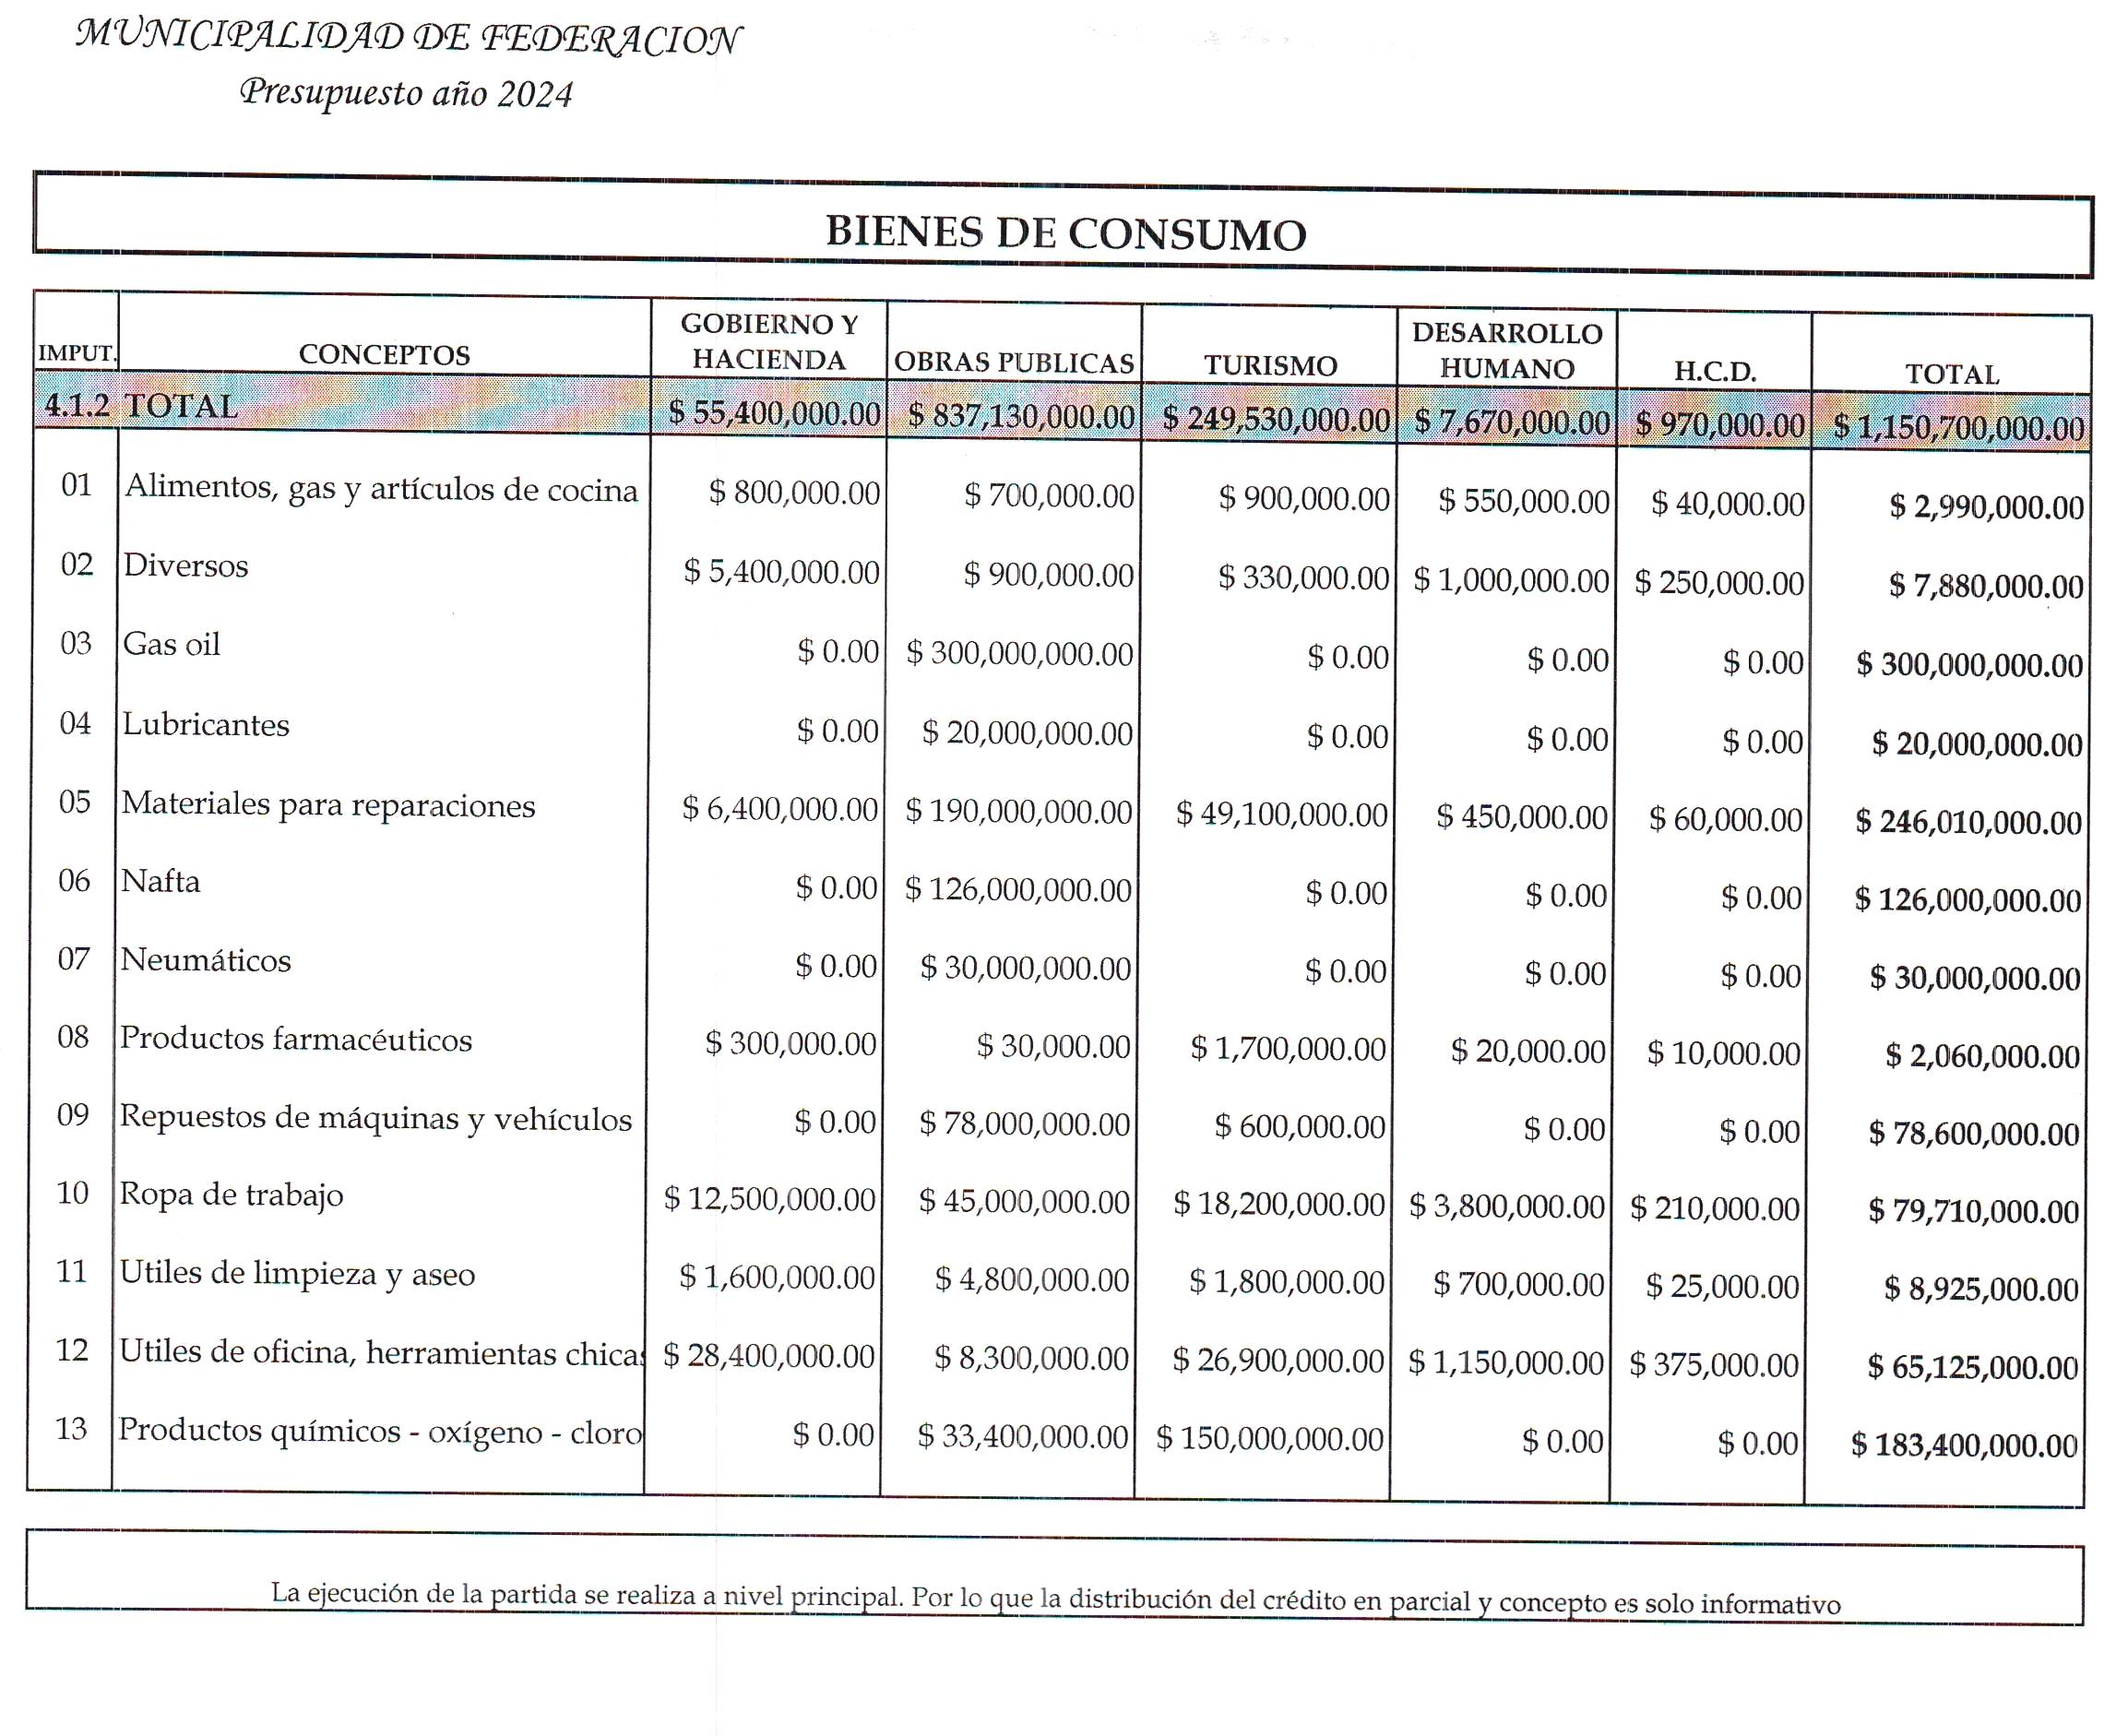 MUNICIPALIDAD DE FEDERACION
Presupuesto año 2024
BIENES DE CONSUMO
IMPUT. CONCEPTOS GOBIERNO Y HACIENDA OBRAS PUBLICAS TURISMO DESARROLLO HUMANO H.C.D. TOTAL
4.1.2 TOTAL $ 55,400,000.00 $ 837,130,000.00 $ 249,530,000.00 $ 7,670,000.00 $ 970,000.00 $ 1,150,700,000.00
01 Alimentos, gas y artículos de cocina $ 800,000.00 $ 700,000.00 $ 900,000.00 $ 550,000.00 $ 40,000.00 $ 2,990,000.00
02 Diversos $ 5,400,000.00 $ 900,000.00 $ 330,000.00 $ 1,000,000.00 $ 250,000.00 $ 7,880,000.00
03 Gas oil $ 0.00 $ 300,000,000.00 $ 0.00 $ 0.00 $ 0.00 $ 300,000,000.00
04 Lubricantes $ 0.00 $ 20,000,000.00 $ 0.00 $ 0.00 $ 0.00 $ 20,000,000.00
05 Materiales para reparaciones $ 6,400,000.00 $ 190,000,000.00 $ 49,100,000.00 $ 450,000.00 $ 60,000.00 $ 246,010,000.00
06 Nafta $ 0.00 $ 126,000,000.00 $ 0.00 $ 0.00 $ 0.00 $ 126,000,000.00
07 Neumáticos $ 0.00 $ 30,000,000.00 $ 0.00 $ 0.00 $ 0.00 $ 30,000,000.00
08 Productos farmacéuticos $ 300,000.00 $ 30,000.00 $ 1,700,000.00 $ 20,000.00 $ 10,000.00 $ 2,060,000.00
09 Repuestos de máquinas y vehículos $ 0.00 $ 78,000,000.00 $ 600,000.00 $ 0.00 $ 0.00 $ 78,600,000.00
10 Ropa de trabajo $ 12,500,000.00 $ 45,000,000.00 $ 18,200,000.00 $ 3,800,000.00 $ 210,000.00 $ 79,710,000.00
11 Utiles de limpieza y aseo $ 1,600,000.00 $ 4,800,000.00 $ 1,800,000.00 $ 700,000.00 $ 25,000.00 $ 8,925,000.00
12 Utiles de oficina, herramientas chicas $ 28,400,000.00 $ 8,300,000.00 $ 26,900,000.00 $ 1,150,000.00 $ 375,000.00 $ 65,125,000.00
13 Productos químicos - oxígeno - cloro $ 0.00 $ 33,400,000.00 $ 150,000,000.00 $ 0.00 $ 0.00 $ 183,400,000.00
La ejecución de la partida se realiza a nivel principal. Por lo que la distribución del crédito en parcial y concepto es solo informativo